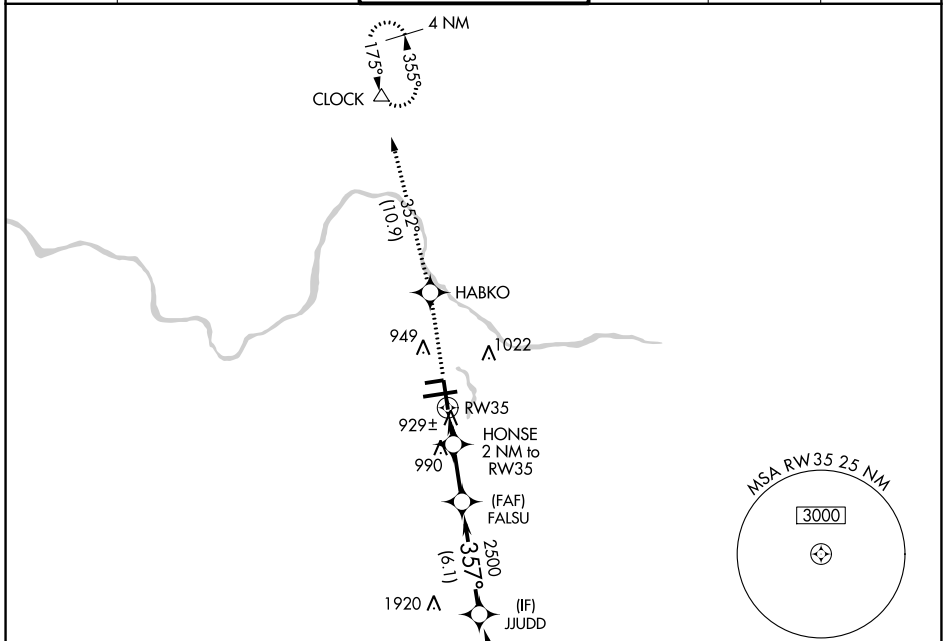 4 NM
175°
355°
CLOCK
352°
(10.9)
HABKO
949
1022
RW35
929±
HONSE
2 NM to
RW35
990
(FAF)
FALSU
2500
357°
(6.1)
1920
(IF)
JJUDD
MSA RW35 25 NM
3000